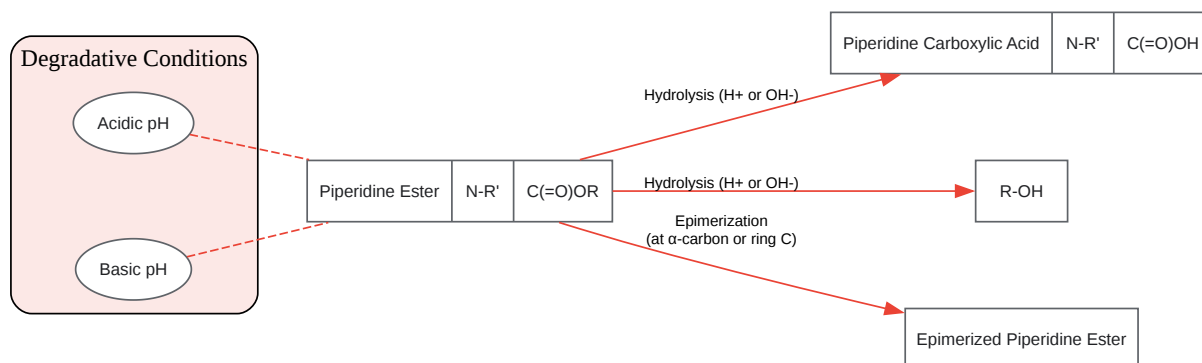 Degradative Conditions
Acidic pH
Basic pH
Piperidine Ester
N-R'
C(=O)OR
Hydrolysis (H+ or OH-)
Hydrolysis (H+ or OH-)
Epimerization
(at α-carbon or ring C)
Piperidine Carboxylic Acid
N-R'
C(=O)OH
R-OH
Epimerized Piperidine Ester